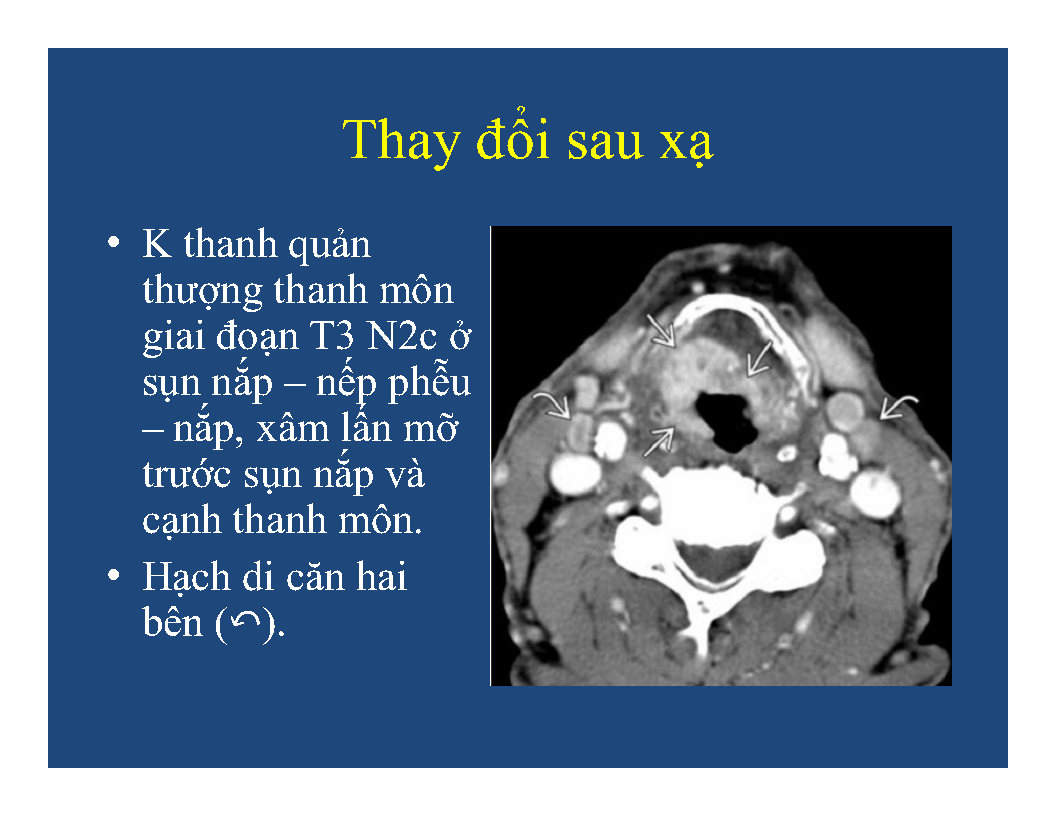 Thay đổi sau xạ
• K thanh quản
thượng thanh môn
giai đoạn T3 N2c ở
sụn nắp – nếp phễu
– nắp, xâm lấn mỡ
trước sụn nắp và
cạnh thanh môn.
• Hạch di căn hai
bên (↶).